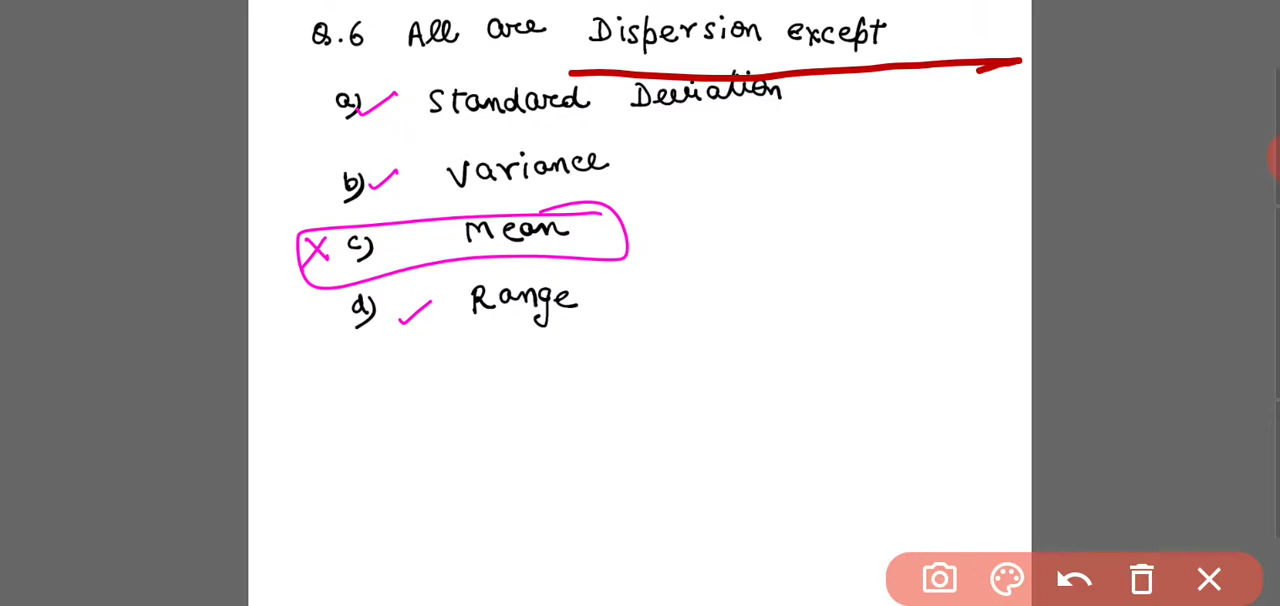 Q.6 All are Dispersion except
a) Standard Deviation
b) Variance
c) Mean
d) Range